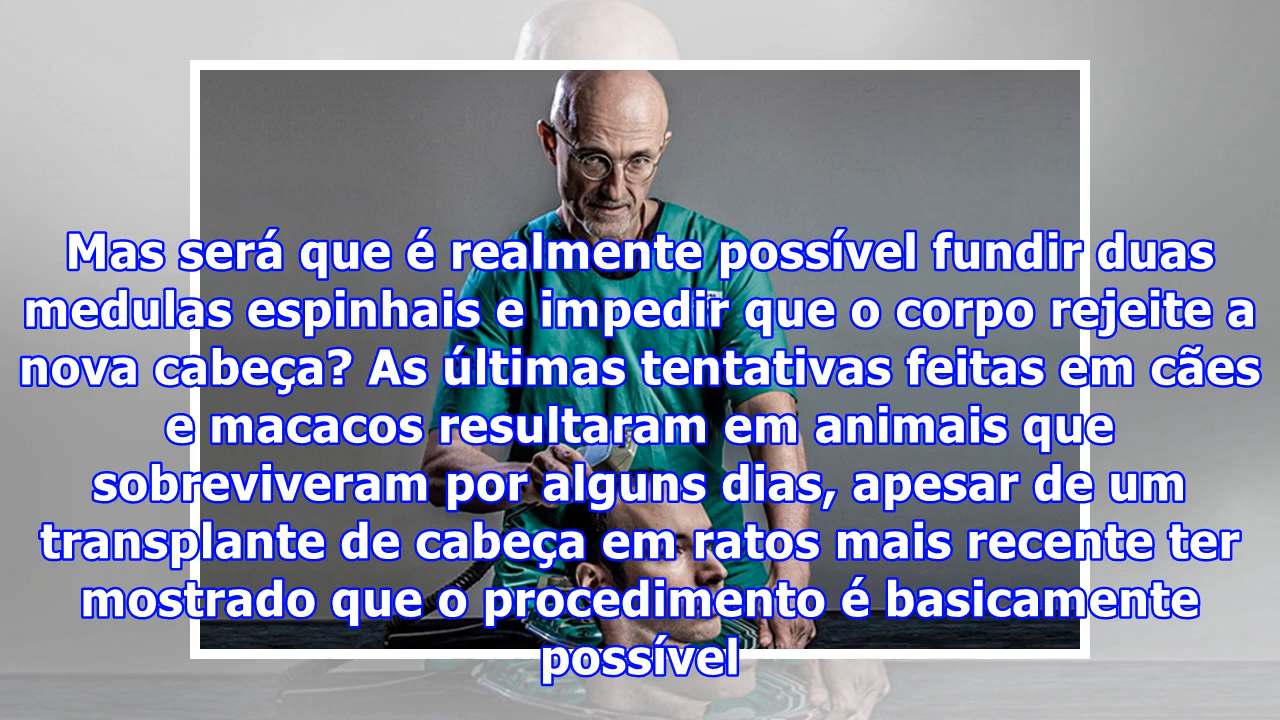 Mas será que é realmente possível fundir duas
medulas espinhais e impedir que o corpo rejeite a
nova cabeça? As últimas tentativas feitas em cães
e macacos resultaram em animais que
sobreviveram por alguns dias, apesar de um
transplante de cabeça em ratos mais recente ter
mostrado que o procedimento é basicamente
possível